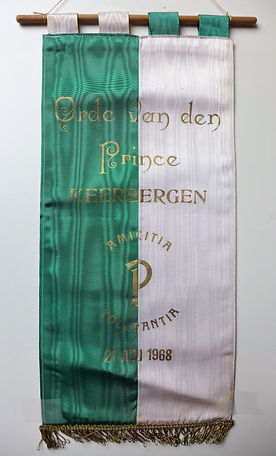 Orde Van den
Prince
KEERBERGEN
AMICITIA
P
TOLERANTIA
21 JUNI 1968